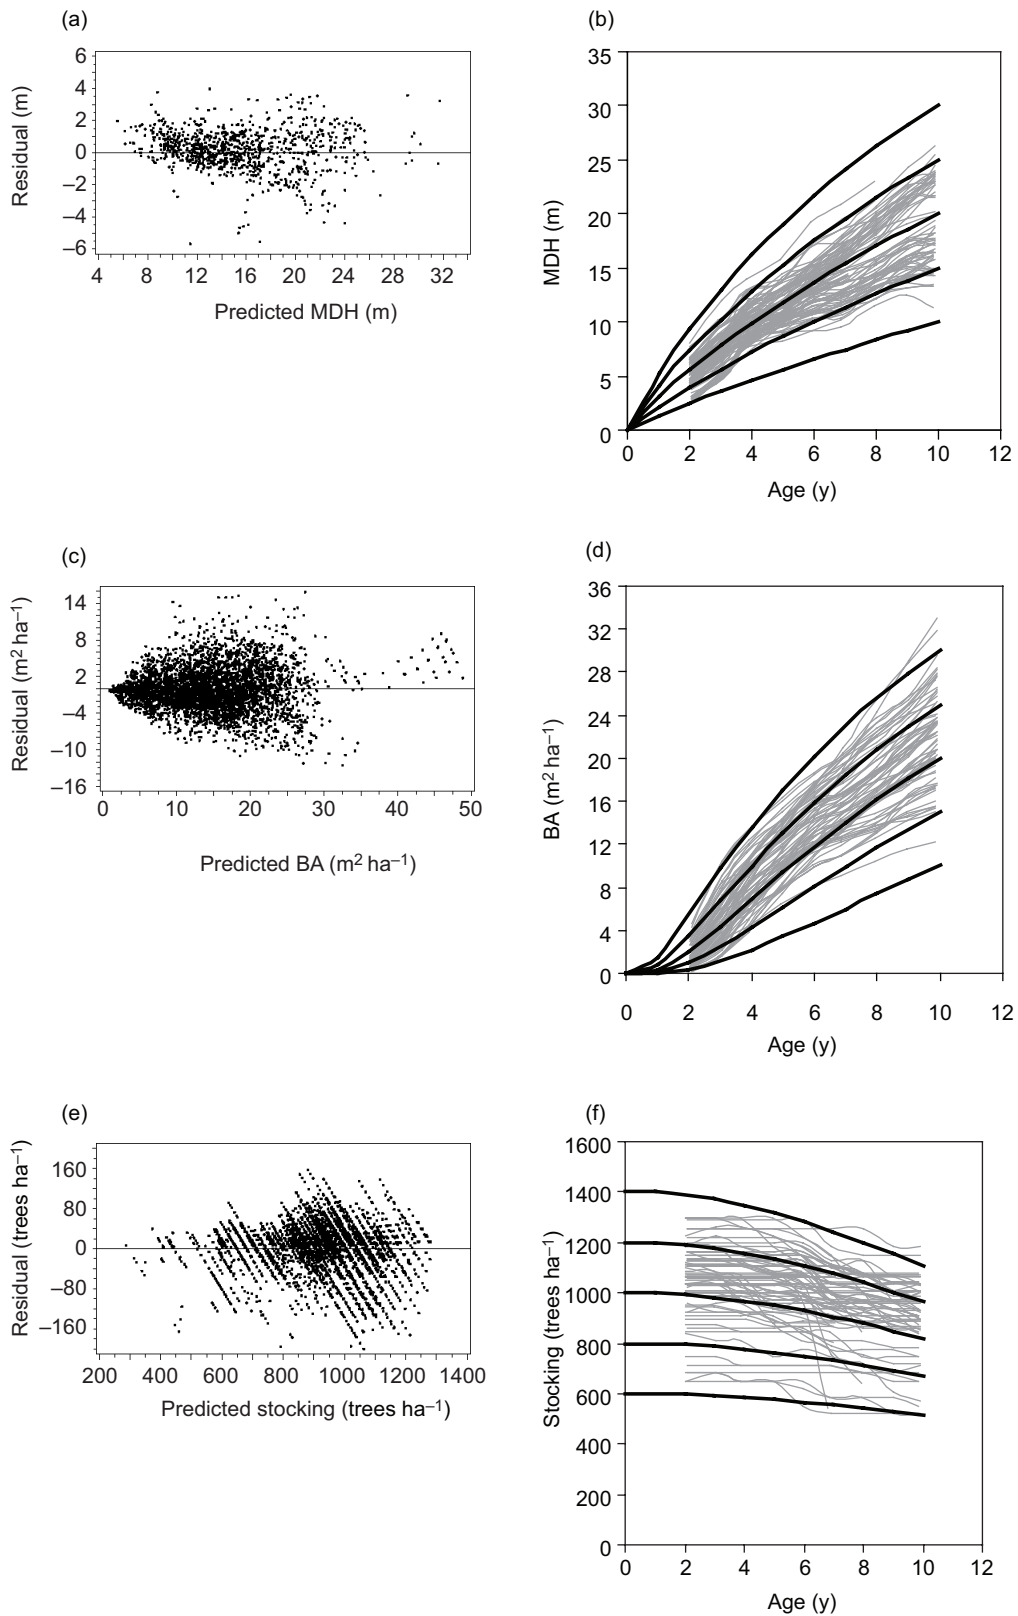 (a)
6
4
2
0
–2
–4
–6
Residual (m)
4 8 12 16 20 24 28 32
Predicted MDH (m)
(b)
35
30
25
20
15
10
5
0
MDH (m)
0 2 4 6 8 10 12
Age (y)
(c)
14
8
2
–4
–10
–16
Residual (m² ha⁻¹)
0 10 20 30 40 50
Predicted BA (m² ha⁻¹)
(d)
36
32
28
24
20
16
12
8
4
0
BA (m² ha⁻¹)
0 2 4 6 8 10 12
Age (y)
(e)
160
80
0
–80
–160
Residual (trees ha⁻¹)
200 400 600 800 1000 1200 1400
Predicted stocking (trees ha⁻¹)
(f)
1600
1400
1200
1000
800
600
400
200
0
Stocking (trees ha⁻¹)
0 2 4 6 8 10 12
Age (y)